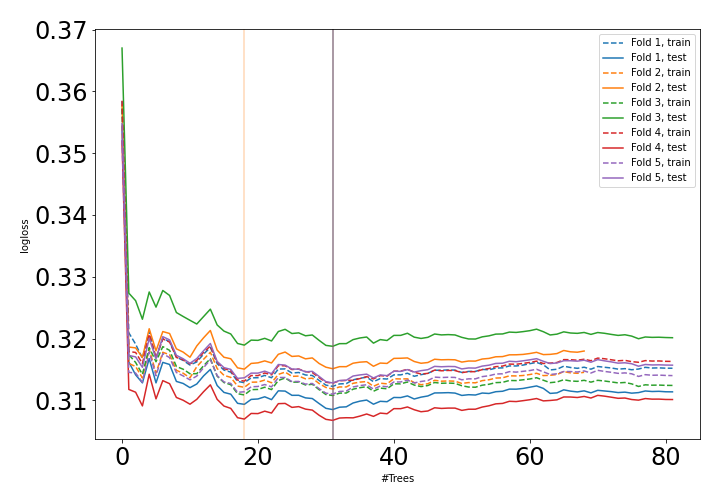 0.37
0.36
0.35
0.34
0.33
0.32
0.31
logloss
0
20
40
60
80
#Trees
Fold 1, train
Fold 1, test
Fold 2, train
Fold 2, test
Fold 3, train
Fold 3, test
Fold 4, train
Fold 4, test
Fold 5, train
Fold 5, test